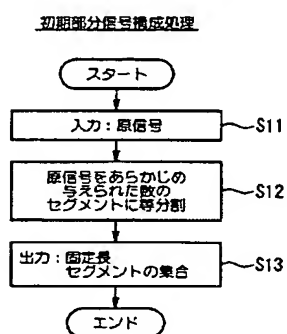 初期部分信号構成処理
スタート
入力：原信号
S11
原信号をあらかじめ
与えられた数の
セグメントに等分割
S12
出力：固定長
セグメントの集合
S13
エンド